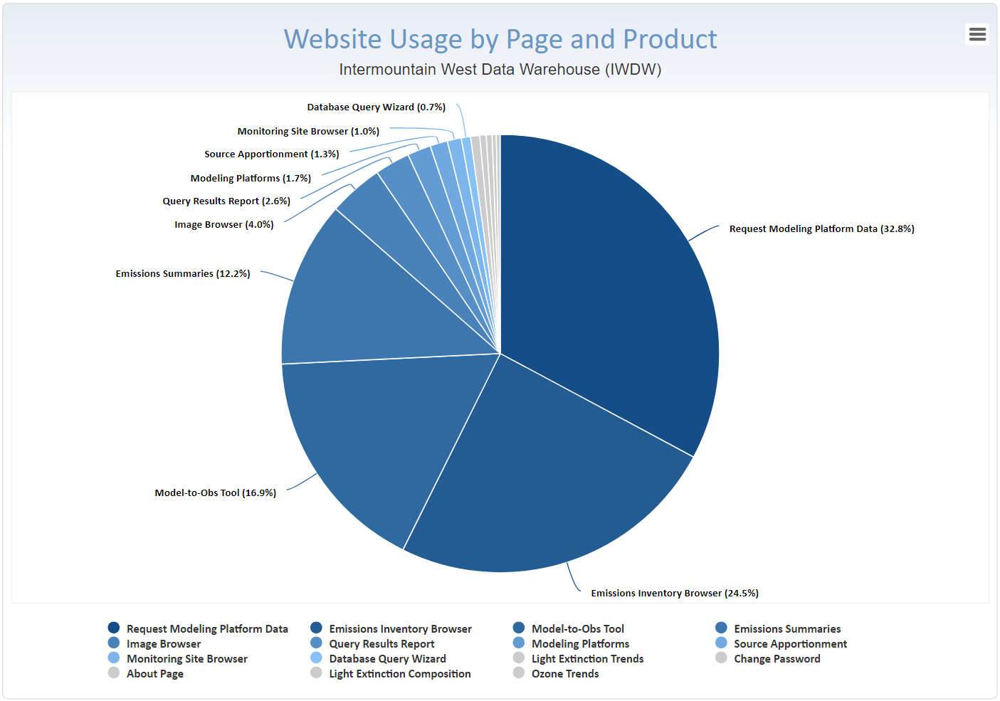 Website Usage by Page and Product
Intermountain West Data Warehouse (IWDW)
Database Query Wizard (0.7%)
Monitoring Site Browser (1.0%)
Source Apportionment (1.3%)
Modeling Platforms (1.7%)
Query Results Report (2.6%)
Image Browser (4.0%)
Request Modeling Platform Data (32.8%)
Emissions Summaries (12.2%)
Model-to-Obs Tool (16.9%)
Emissions Inventory Browser (24.5%)
Request Modeling Platform Data Emissions Inventory Browser Model-to-Obs Tool Emissions Summaries
Image Browser Query Results Report Modeling Platforms Source Apportionment
Monitoring Site Browser Database Query Wizard Light Extinction Trends Change Password
About Page Light Extinction Composition Ozone Trends